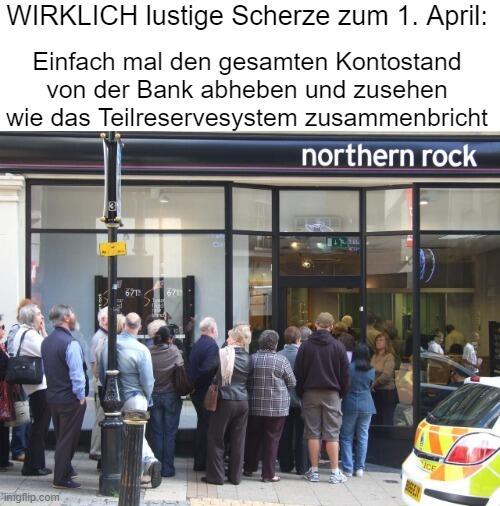 WIRKLICH lustige Scherze zum 1. April:
Einfach mal den gesamten Kontostand
von der Bank abheben und zusehen
wie das Teilreservesystem zusammenbricht
northern rock
imgflip.com